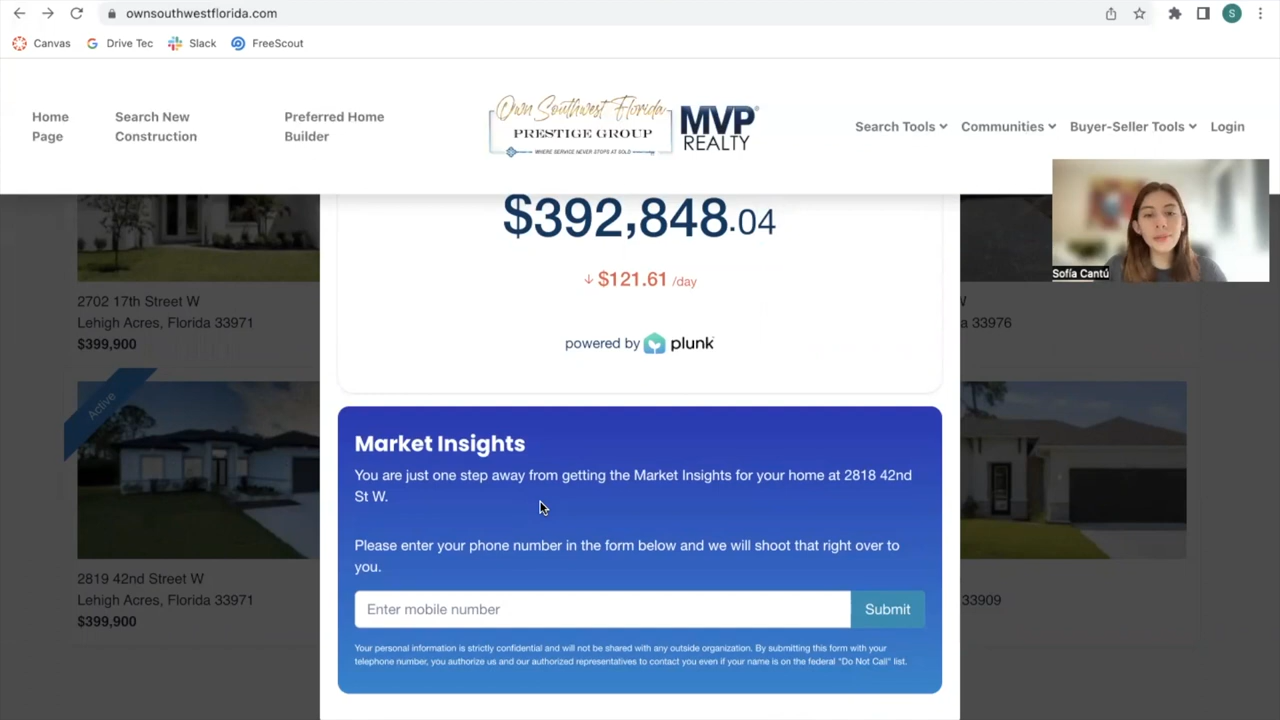 ownsouthwestflorida.com
S
Canvas
Drive Tec
Slack
FreeScout
Home
Page
Search New
Construction
Preferred Home
Builder
Own Southwest Florida
PRESTIGE GROUP
WHERE SERVICE NEVER STOPS AT SOLD
MVP
REALTY
Search Tools
Communities
Buyer-Seller Tools
Login
$392,848.04
Sofía Cantú
$121.61 /day
2702 17th Street W
Lehigh Acres, Florida 33971
$399,900
W
a 33976
powered by plunk
Active
Market Insights
You are just one step away from getting the Market Insights for your home at 2818 42nd
St W.
Please enter your phone number in the form below and we will shoot that right over to
you.
2819 42nd Street W
Lehigh Acres, Florida 33971
$399,900
33909
Enter mobile number
Submit
Your personal information is strictly confidential and will not be shared with any outside organization. By submitting this form with your
telephone number, you authorize us and our authorized representatives to contact you even if your name is on the federal "Do Not Call" list.